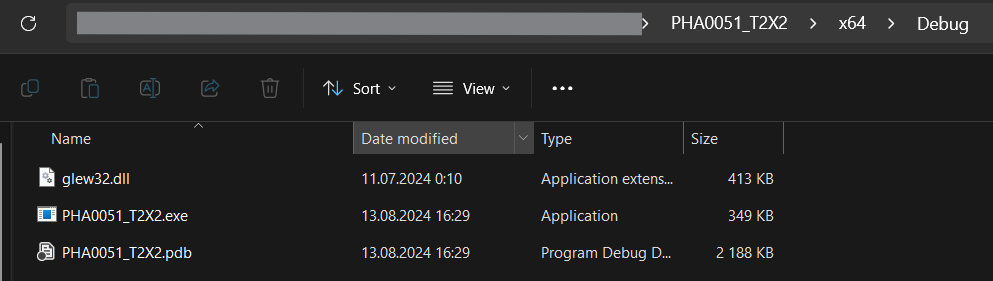 PHA0051_T2X2 > x64 > Debug
Sort View
Name Date modified Type Size
glew32.dll 11.07.2024 0:10 Application extens... 413 KB
PHA0051_T2X2.exe 13.08.2024 16:29 Application 349 KB
PHA0051_T2X2.pdb 13.08.2024 16:29 Program Debug D... 2 188 KB